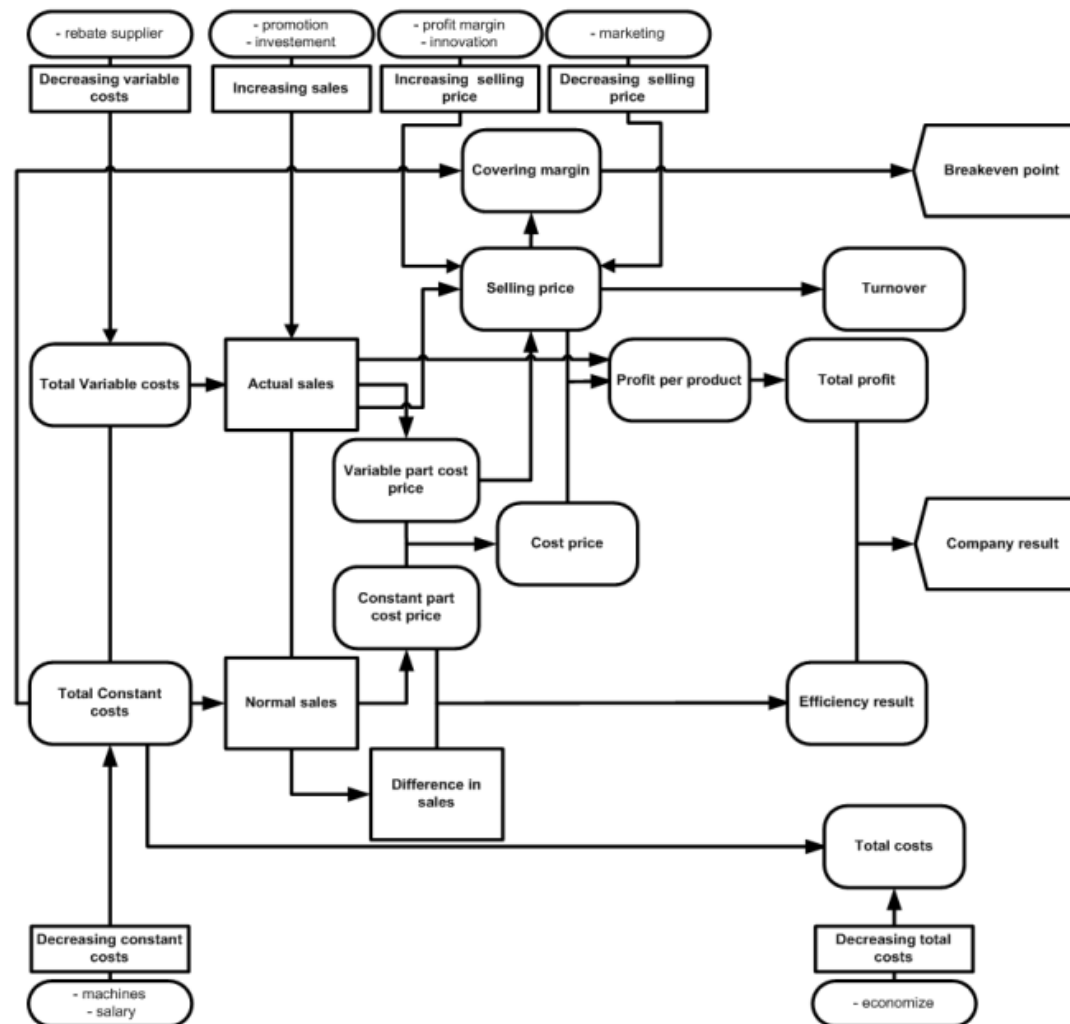 - rebate supplier
- promotion
- investement
- profit margin
- innovation
- marketing
Decreasing variable
costs
Increasing sales
Increasing selling
price
Decreasing selling
price
Covering margin
Breakeven point
Selling price
Turnover
Total Variable costs
Actual sales
Profit per product
Total profit
Variable part cost
price
Cost price
Company result
Constant part
cost price
Total Constant
costs
Normal sales
Efficiency result
Difference in
sales
Total costs
Decreasing constant
costs
Decreasing total
costs
- machines
- salary
- economize